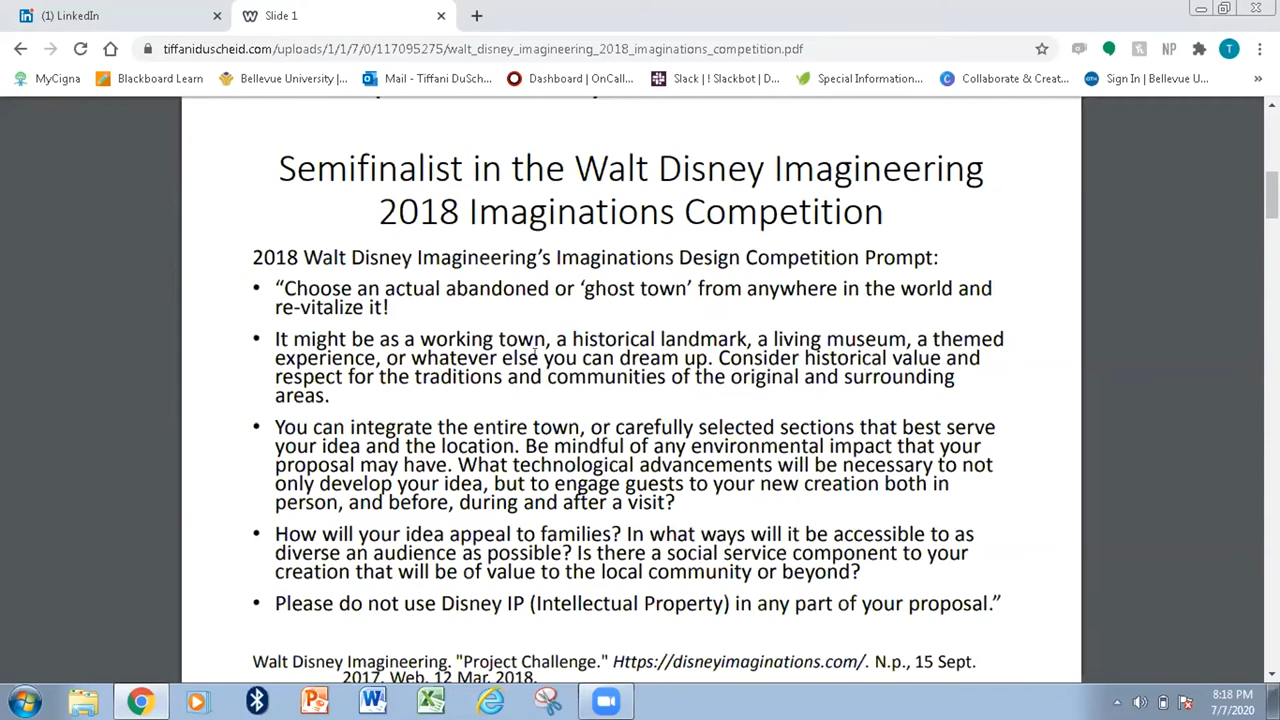 (1) LinkedIn
Slide 1
tiffaniduscheid.com/uploads/1/1/7/0/117095275/walt_disney_imagineering_2018_imaginations_competition.pdf
NP
T
MyCigna
Blackboard Learn
Bellevue University |...
Mail - Tiffani DuSch...
Dashboard | OnCall...
Slack | ! Slackbot | D...
Special Information...
Collaborate & Creat...
Sign In | Bellevue U...
Semifinalist in the Walt Disney Imagineering
2018 Imaginations Competition
2018 Walt Disney Imagineering’s Imaginations Design Competition Prompt:
• “Choose an actual abandoned or ‘ghost town’ from anywhere in the world and
re-vitalize it!
• It might be as a working town, a historical landmark, a living museum, a themed
experience, or whatever else you can dream up. Consider historical value and
respect for the traditions and communities of the original and surrounding
areas.
• You can integrate the entire town, or carefully selected sections that best serve
your idea and the location. Be mindful of any environmental impact that your
proposal may have. What technological advancements will be necessary to not
only develop your idea, but to engage guests to your new creation both in
person, and before, during and after a visit?
• How will your idea appeal to families? In what ways will it be accessible to as
diverse an audience as possible? Is there a social service component to your
creation that will be of value to the local community or beyond?
• Please do not use Disney IP (Intellectual Property) in any part of your proposal.”
Walt Disney Imagineering. "Project Challenge." Https://disneyimaginations.com/. N.p., 15 Sept.
2017. Web. 12 Mar. 2018.
8:18 PM
7/7/2020